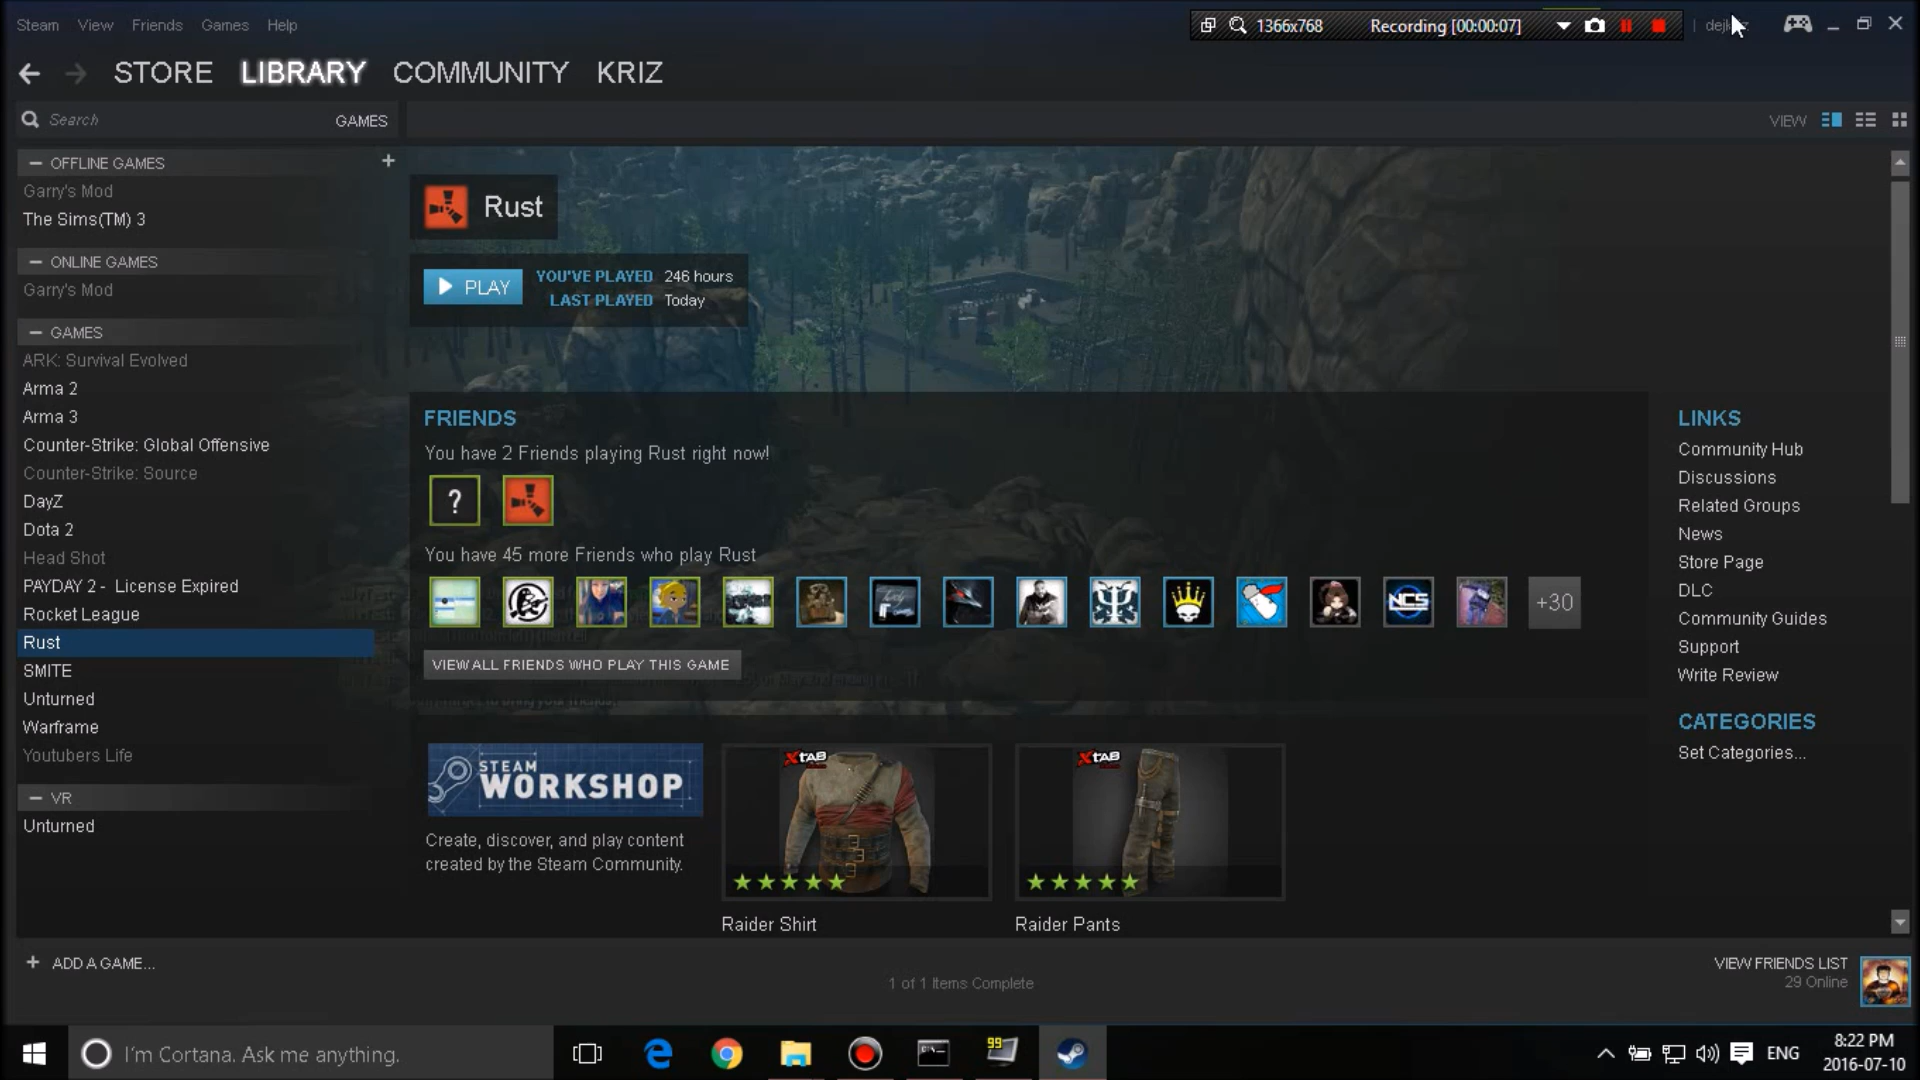 Steam View Friends Games Help
1366x768 Recording [00:00:07]
STORE LIBRARY COMMUNITY KRIZ
Search GAMES
VIEW
OFFLINE GAMES
Garry's Mod
The Sims(TM) 3
ONLINE GAMES
Garry's Mod
GAMES
ARK: Survival Evolved
Arma 2
Arma 3
Counter-Strike: Global Offensive
Counter-Strike: Source
DayZ
Dota 2
Head Shot
PAYDAY 2 - License Expired
Rocket League
Rust
SMITE
Unturned
Warframe
Youtubers Life
VR
Unturned
+ ADD A GAME...
Rust
PLAY
YOU'VE PLAYED 246 hours
LAST PLAYED Today
FRIENDS
You have 2 Friends playing Rust right now!
?
You have 45 more Friends who play Rust
NCS
+30
VIEW ALL FRIENDS WHO PLAY THIS GAME
STEAM
WORKSHOP
Create, discover, and play content
created by the Steam Community.
XTAB
Raider Shirt
XTAB
Raider Pants
LINKS
Community Hub
Discussions
Related Groups
News
Store Page
DLC
Community Guides
Support
Write Review
CATEGORIES
Set Categories...
1 of 1 Items Complete
VIEW FRIENDS LIST
29 Online
I'm Cortana. Ask me anything.
99
ENG
8:22 PM
2016-07-10